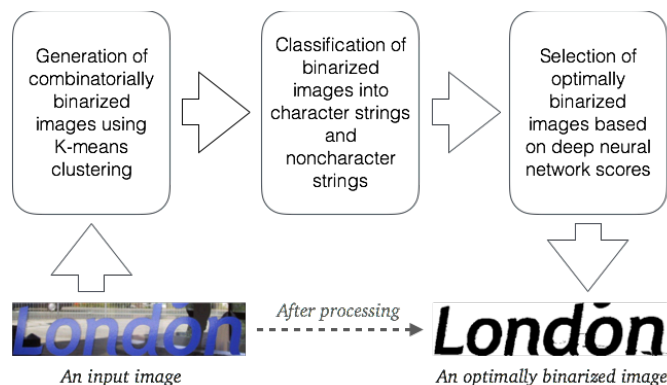 Generation of
combinatorially
binarized
images using
K-means
clustering
Classification of
binarized
images into
character strings
and
noncharacter
strings
Selection of
optimally
binarized
images based
on deep neural
network scores
London
After processing
London
An input image
An optimally binarized image